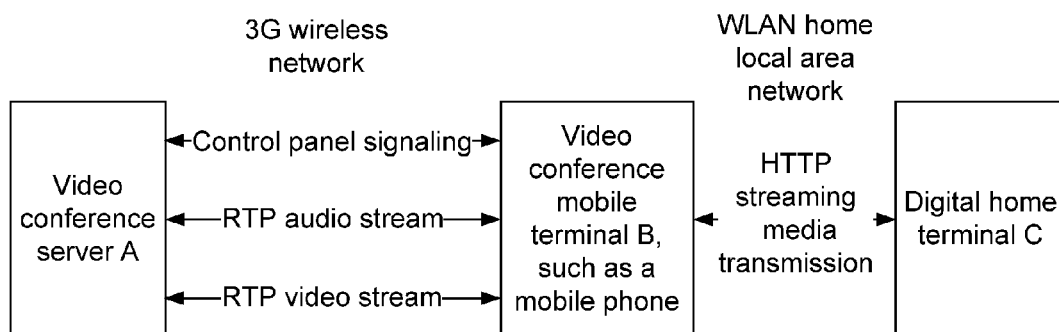 3G wireless
network
WLAN home
local area
network
Video
conference
server A
Control panel signaling
RTP audio stream
RTP video stream
Video
conference
mobile
terminal B,
such as a
mobile phone
HTTP
streaming
media
transmission
Digital home
terminal C